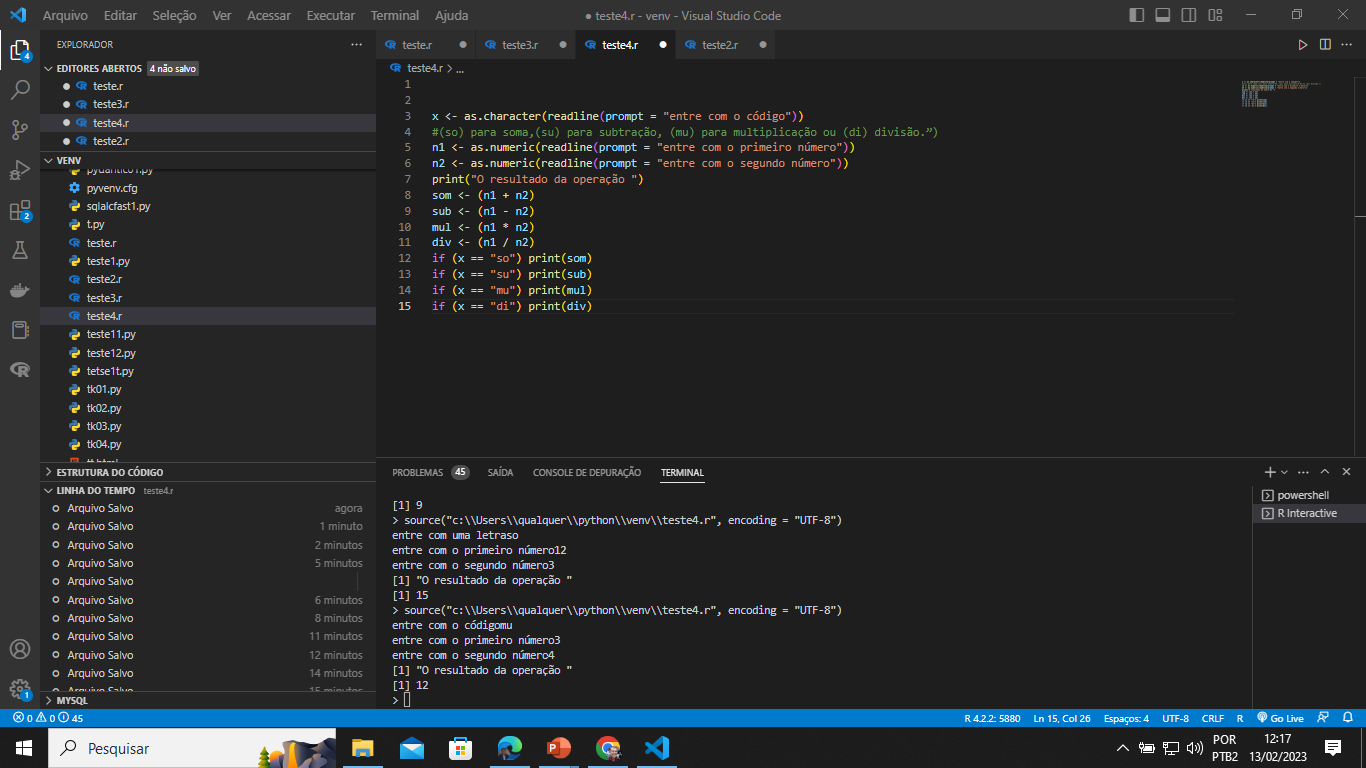 Arquivo Editar Seleção Ver Acessar Executar Terminal Ajuda
● teste4.r - venv - Visual Studio Code
EXPLORADOR ...
EDITORES ABERTOS 4 não salvo
teste.r
teste3.r
teste4.r
teste2.r
VENV
pydantico1.py
pyvenv.cfg
sqlalcfast1.py
t.py
teste.r
teste1.py
teste2.r
teste3.r
teste4.r
teste11.py
teste12.py
tetse1t.py
tk01.py
tk02.py
tk03.py
tk04.py
tt.html
ESTRUTURA DO CÓDIGO
LINHA DO TEMPO teste4.r
Arquivo Salvo agora
Arquivo Salvo 1 minuto
Arquivo Salvo 2 minutos
Arquivo Salvo 5 minutos
Arquivo Salvo
Arquivo Salvo 6 minutos
Arquivo Salvo 8 minutos
Arquivo Salvo 11 minutos
Arquivo Salvo 12 minutos
Arquivo Salvo 14 minutos
Arquivo Salvo 15 minutos
MYSQL
4
2
1
teste.r teste3.r teste4.r teste2.r
teste4.r > ...
1
2
3 x <- as.character(readline(prompt = "entre com o código"))
4 #(so) para soma,(su) para subtração, (mu) para multiplicação ou (di) divisão.”)
5 n1 <- as.numeric(readline(prompt = "entre com o primeiro número"))
6 n2 <- as.numeric(readline(prompt = "entre com o segundo número"))
7 print("O resultado da operação ")
8 som <- (n1 + n2)
9 sub <- (n1 - n2)
10 mul <- (n1 * n2)
11 div <- (n1 / n2)
12 if (x == "so") print(som)
13 if (x == "su") print(sub)
14 if (x == "mu") print(mul)
15 if (x == "di") print(div)
PROBLEMAS 45 SAÍDA CONSOLE DE DEPURAÇÃO TERMINAL
[1] 9
> source("c:\\Users\\qualquer\\python\\venv\\teste4.r", encoding = "UTF-8")
entre com uma letraso
entre com o primeiro número12
entre com o segundo número3
[1] "O resultado da operação "
[1] 15
> source("c:\\Users\\qualquer\\python\\venv\\teste4.r", encoding = "UTF-8")
entre com o códigomu
entre com o primeiro número3
entre com o segundo número4
[1] "O resultado da operação "
[1] 12
>
powershell
R Interactive
0 0 45
R 4.2.2: 5880 Ln 15, Col 26 Espaços: 4 UTF-8 CRLF R Go Live
Pesquisar
POR
PTB2
12:17
13/02/2023